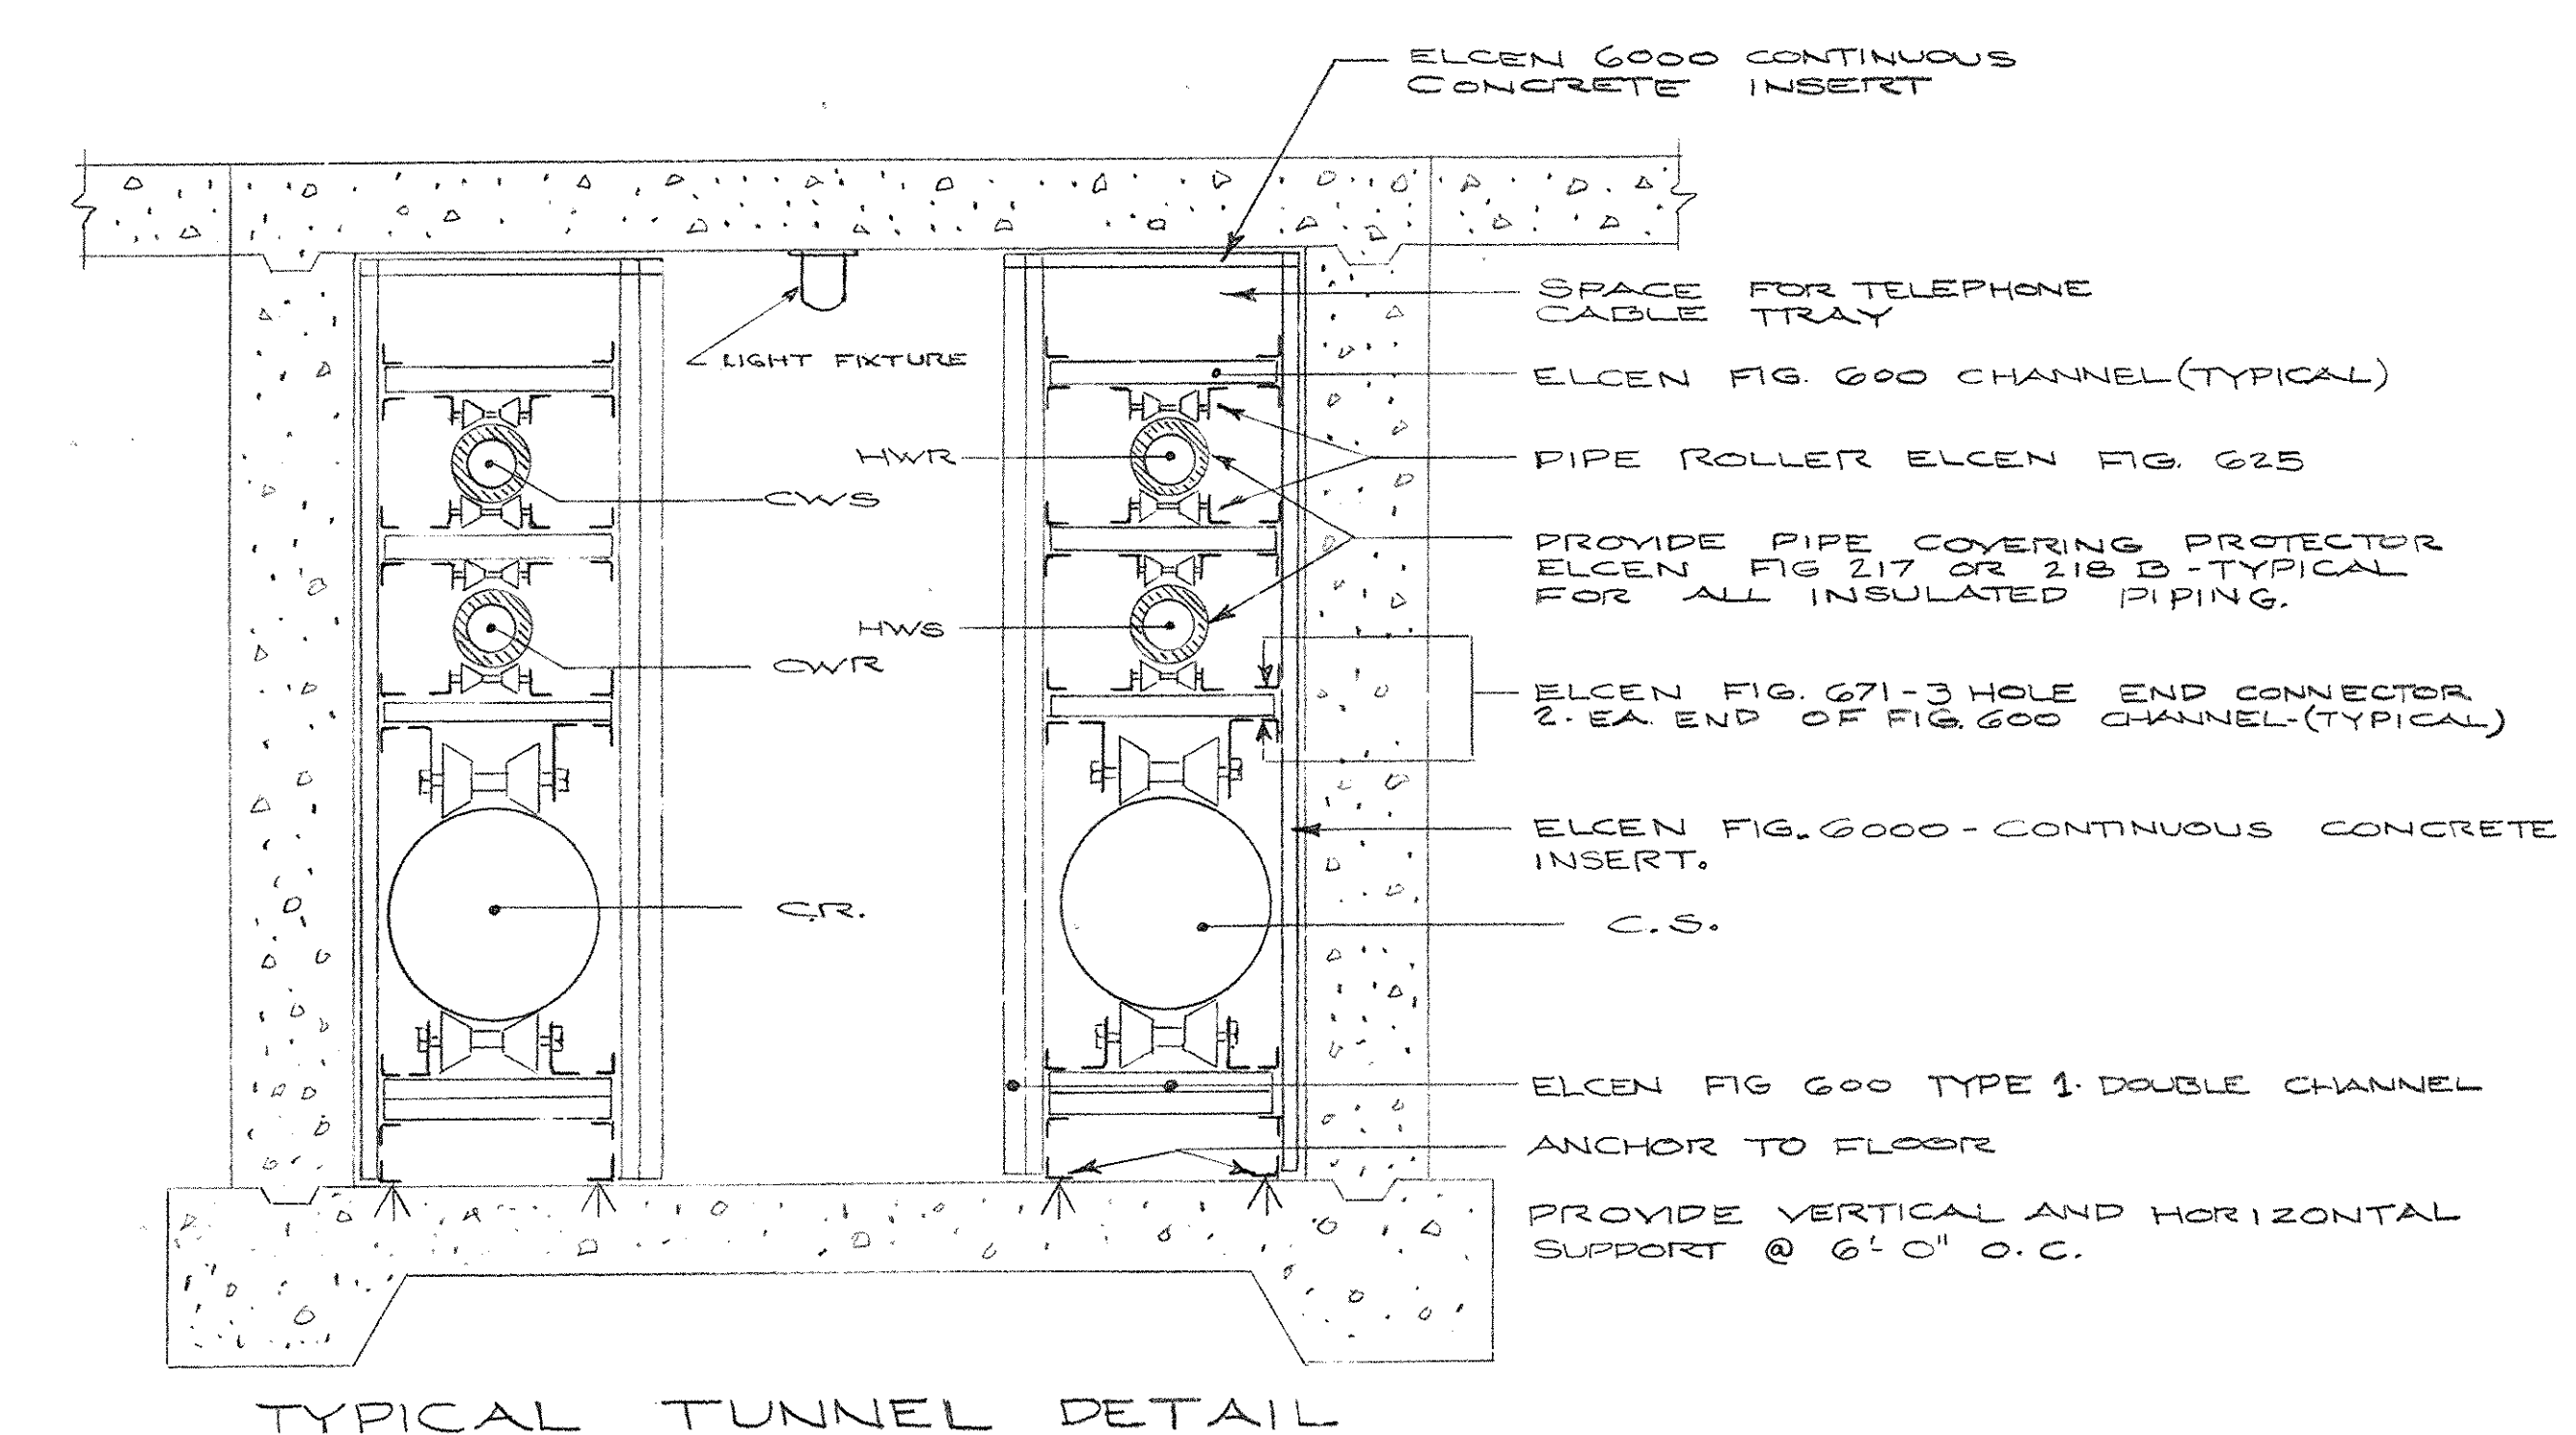 ELCEN 6000 CONTINUOUS
CONCRETE INSERT
SPACE FOR TELEPHONE
CABLE TRAY
LIGHT FIXTURE
ELCEN FIG. 600 CHANNEL (TYPICAL)
HWR
PIPE ROLLER ELCEN FIG. 625
CWS
PROVIDE PIPE COVERING PROTECTOR
ELCEN FIG 217 OR 218 B - TYPICAL
FOR ALL INSULATED PIPING.
HWS
CWR
ELCEN FIG. 671-3 HOLE END CONNECTOR
2. EA. END OF FIG. 600 CHANNEL-(TYPICAL)
ELCEN FIG. 6000 - CONTINUOUS CONCRETE
INSERT.
C.R.
C.S.
ELCEN FIG 600 TYPE 1. DOUBLE CHANNEL
ANCHOR TO FLOOR
PROVIDE VERTICAL AND HORIZONTAL
SUPPORT @ 6'-0" O.C.
TYPICAL TUNNEL DETAIL